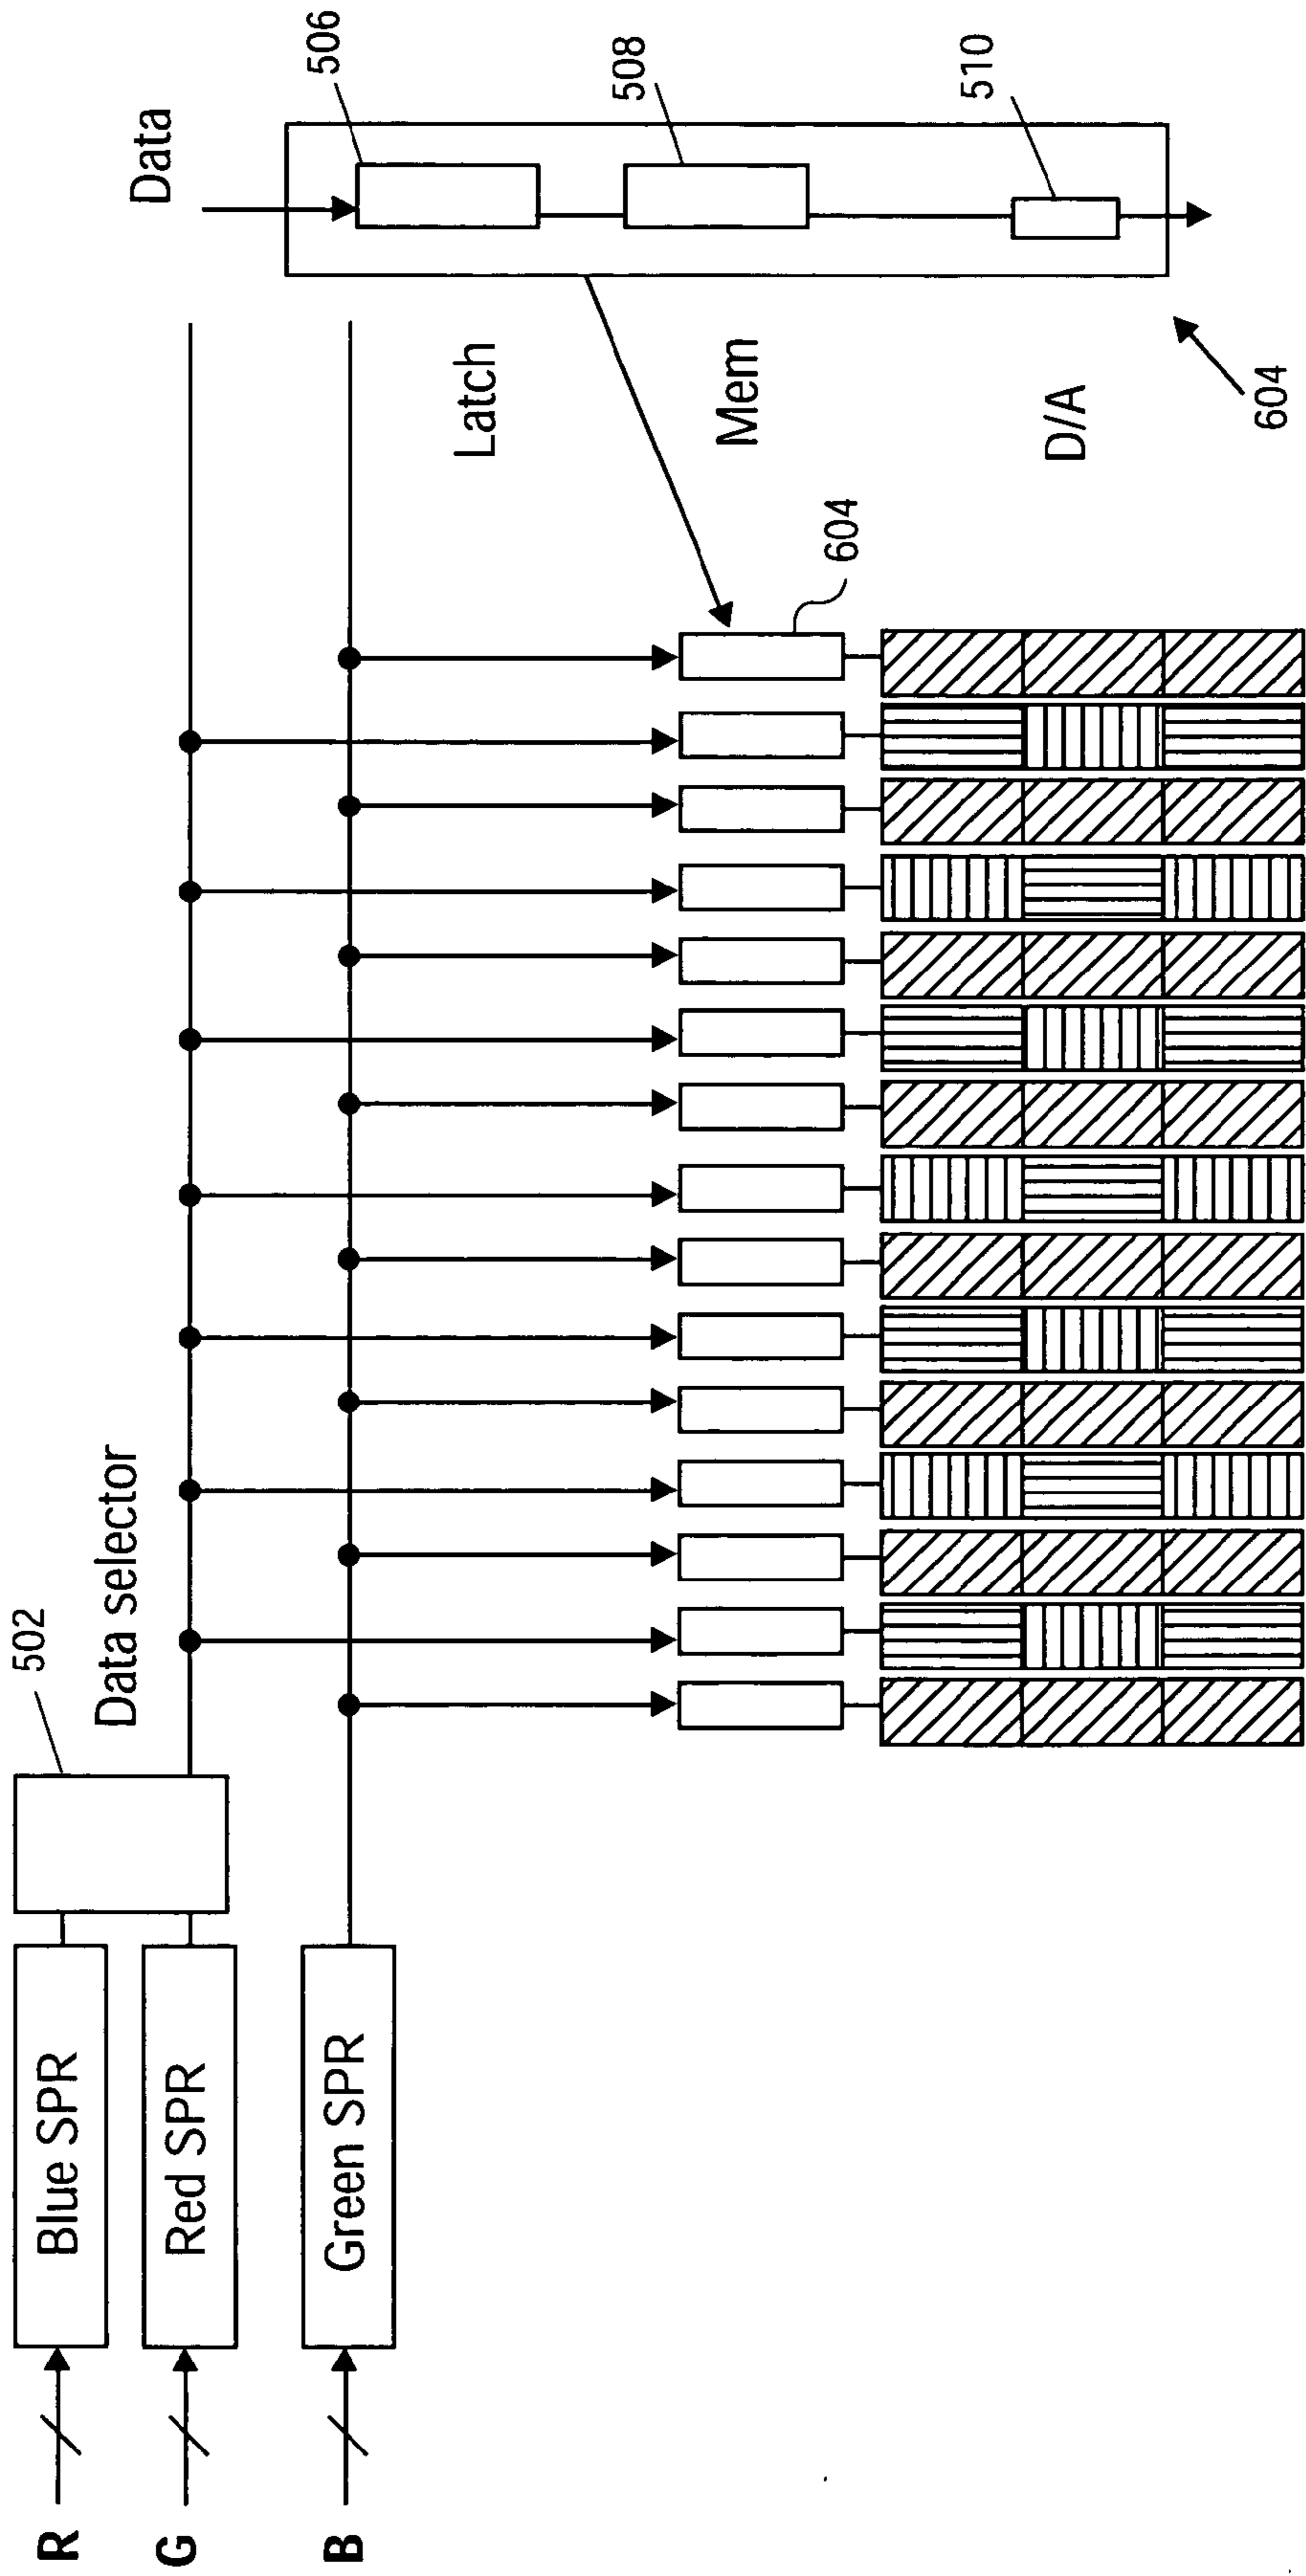 R
Blue SPR
502
Data selector
G
Red SPR
B
Green SPR
Data
506
Latch
508
Mem
510
D/A
604
604